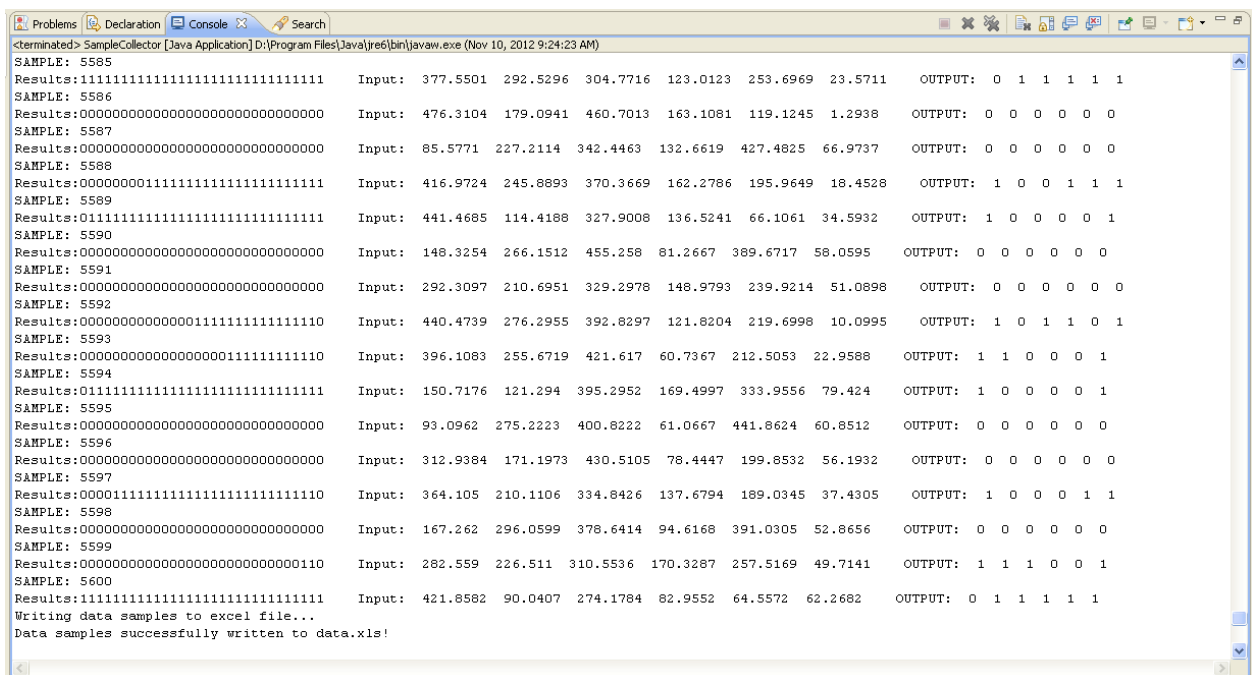 Problems Declaration Console Search
<terminated> SampleCollector [Java Application] D:\Program Files\Java\jre6\bin\javaw.exe (Nov 10, 2012 9:24:23 AM)
SAMPLE: 5585
Results:111111111111111111111111111111 Input: 377.5501 292.5296 304.7716 123.0123 253.6969 23.5711 OUTPUT: 0 1 1 1 1 1
SAMPLE: 5586
Results:000000000000000000000000000000 Input: 476.3104 179.0941 460.7013 163.1081 119.1245 1.2938 OUTPUT: 0 0 0 0 0 0
SAMPLE: 5587
Results:000000000000000000000000000000 Input: 85.5771 227.2114 342.4463 132.6619 427.4825 66.9737 OUTPUT: 0 0 0 0 0 0
SAMPLE: 5588
Results:000000001111111111111111111111 Input: 416.9724 245.8893 370.3669 162.2786 195.9649 18.4528 OUTPUT: 1 0 0 1 1 1
SAMPLE: 5589
Results:011111111111111111111111111111 Input: 441.4685 114.4188 327.9008 136.5241 66.1061 34.5932 OUTPUT: 1 0 0 0 0 1
SAMPLE: 5590
Results:000000000000000000000000000000 Input: 148.3254 266.1512 455.258 81.2667 389.6717 58.0595 OUTPUT: 0 0 0 0 0 0
SAMPLE: 5591
Results:000000000000000000000000000000 Input: 292.3097 210.6951 329.2978 148.9793 239.9214 51.0898 OUTPUT: 0 0 0 0 0 0
SAMPLE: 5592
Results:000000000000001111111111111110 Input: 440.4739 276.2955 392.8297 121.8204 219.6998 10.0995 OUTPUT: 1 0 1 1 0 1
SAMPLE: 5593
Results:000000000000000000111111111110 Input: 396.1083 255.6719 421.617 60.7367 212.5053 22.9588 OUTPUT: 1 1 0 0 0 1
SAMPLE: 5594
Results:011111111111111111111111111111 Input: 150.7176 121.294 395.2952 169.4997 333.9556 79.424 OUTPUT: 1 0 0 0 0 1
SAMPLE: 5595
Results:000000000000000000000000000000 Input: 93.0962 275.2223 400.8222 61.0667 441.8624 60.8512 OUTPUT: 0 0 0 0 0 0
SAMPLE: 5596
Results:000000000000000000000000000000 Input: 312.9384 171.1973 430.5105 78.4447 199.8532 56.1932 OUTPUT: 0 0 0 0 0 0
SAMPLE: 5597
Results:000011111111111111111111111110 Input: 364.105 210.1106 334.8426 137.6794 189.0345 37.4305 OUTPUT: 1 0 0 0 1 1
SAMPLE: 5598
Results:000000000000000000000000000000 Input: 167.262 296.0599 378.6414 94.6168 391.0305 52.8656 OUTPUT: 0 0 0 0 0 0
SAMPLE: 5599
Results:000000000000000000000000000110 Input: 282.559 226.511 310.5536 170.3287 257.5169 49.7141 OUTPUT: 1 1 1 0 0 1
SAMPLE: 5600
Results:111111111111111111111111111111 Input: 421.8582 90.0407 274.1784 82.9552 64.5572 62.2682 OUTPUT: 0 1 1 1 1 1
Writing data samples to excel file...
Data samples successfully written to data.xls!